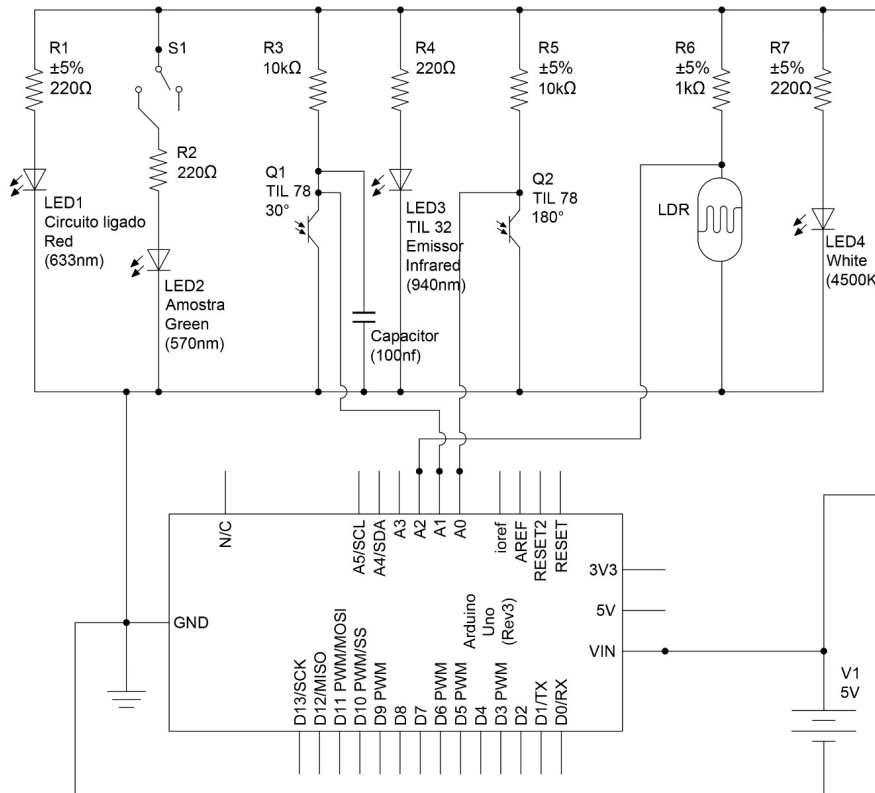 R1
±5%
220Ω
S1
R2
220Ω
R3
10kΩ
R4
220Ω
R5
±5%
10kΩ
R6
±5%
1kΩ
R7
±5%
220Ω
LED1
Circuito ligado
Red
(633nm)
LED2
Amostra
Green
(570nm)
Q1
TIL 78
30°
LED3
TIL 32
Emissor
Infrared
(940nm)
Capacitor
(100nf)
Q2
TIL 78
180°
LDR
LED4
White
(4500K
N/C
A5/SCL
A4/SDA
A3
A2
A1
A0
ioref
AREF
RESET2
RESET
GND
Arduino
Uno
(Rev3)
3V3
5V
VIN
D13/SCK
D12/MISO
D11 PWM/MOSI
D10 PWM/SS
D9 PWM
D8
D7
D6 PWM
D5 PWM
D4
D3 PWM
D2
D1/TX
D0/RX
V1
5V